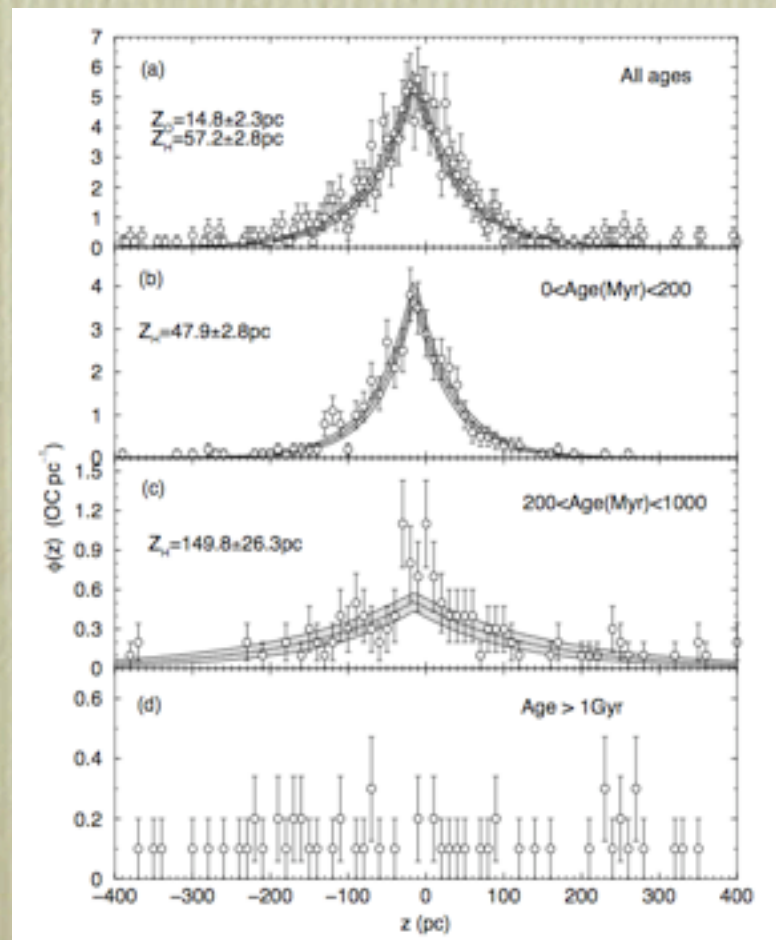 7
6
(a)
All ages
5
Z⊙=14.8±2.3pc
4
Z_H=57.2±2.8pc
3
2
1
0
(b)
0<Age(Myr)<200
4
3
Z_H=47.9±2.8pc
2
1
0
1.5
(c)
200<Age(Myr)<1000
1.2
0.9
Z_H=149.8±26.3pc
0.6
0.3
0
ϕ(z) (OC pc⁻¹)
(d)
Age > 1Gyr
0.6
0.4
0.2
0
−400 −300 −200 −100 0 100 200 300 400
z (pc)